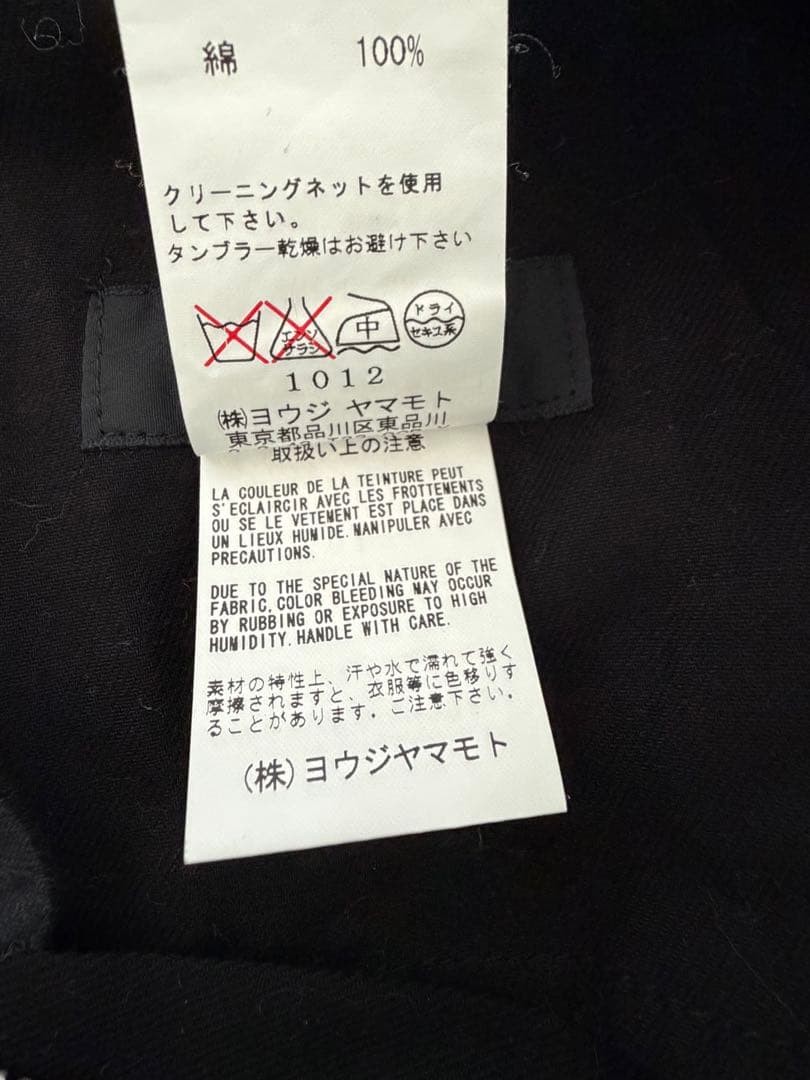 綿 100%
クリーニングネットを使用
して下さい。
タンブラー乾燥はお避け下さい
エンソ
サラシ
中
ドライ
セキユ系
1012
㈱ヨウジ ヤマモト
東京都品川区東品川
取扱い上の注意
LA COULEUR DE LA TEINTURE PEUT
S'ECLAIRCIR AVEC LES FROTTEMENTS
OU SE LE VETEMENT EST PLACE DANS
UN LIEUX HUMIDE.MANIPULER AVEC
PRECAUTIONS.
DUE TO THE SPECIAL NATURE OF THE
FABRIC,COLOR BLEEDING MAY OCCUR
BY RUBBING OR EXPOSURE TO HIGH
HUMIDITY.HANDLE WITH CARE.
素材の特性上、汗や水で濡れて強く
摩擦されますと、衣服等に色移りす
ることがあります。ご注意下さい。
(株)ヨウジヤマモト